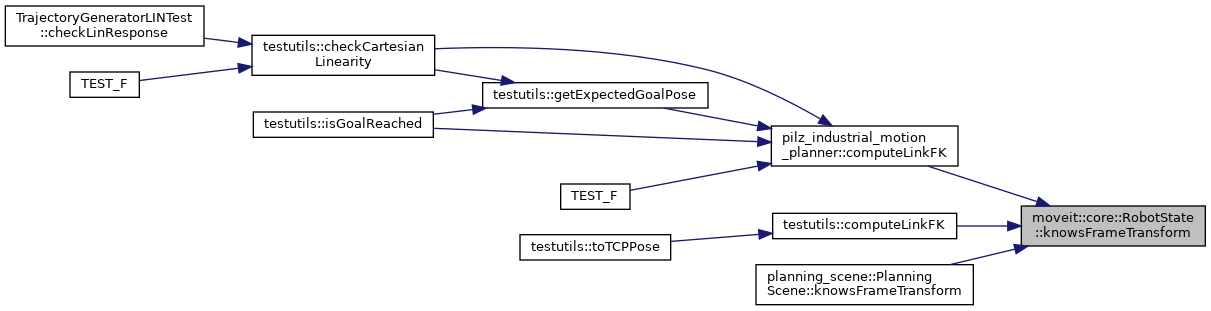 TrajectoryGeneratorLINTest
::checkLinResponse
TEST_F
testutils::checkCartesian
Linearity
testutils::isGoalReached
testutils::getExpectedGoalPose
TEST_F
testutils::toTCPPose
pilz_industrial_motion
_planner::computeLinkFK
testutils::computeLinkFK
planning_scene::Planning
Scene::knowsFrameTransform
moveit::core::RobotState
::knowsFrameTransform